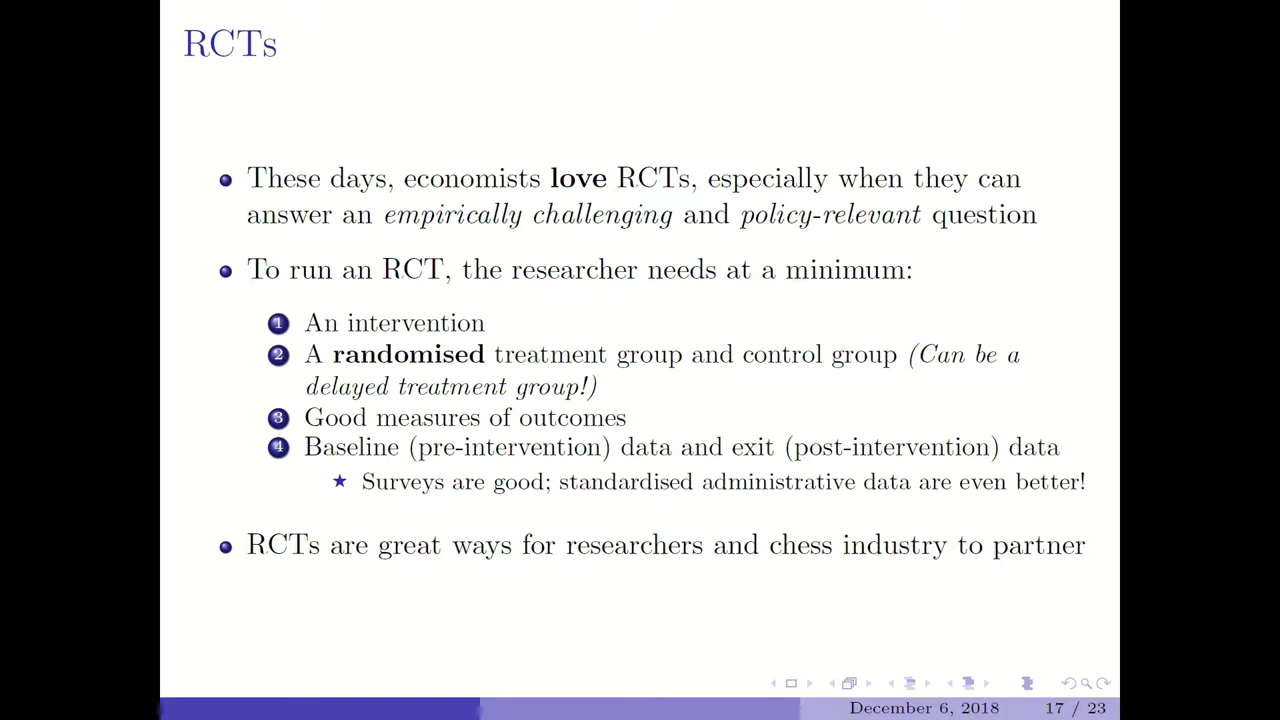 RCTs
These days, economists love RCTs, especially when they can
answer an empirically challenging and policy-relevant question
To run an RCT, the researcher needs at a minimum:
1 An intervention
2 A randomised treatment group and control group (Can be a
delayed treatment group!)
3 Good measures of outcomes
4 Baseline (pre-intervention) data and exit (post-intervention) data
Surveys are good; standardised administrative data are even better!
RCTs are great ways for researchers and chess industry to partner
December 6, 2018 17 / 23